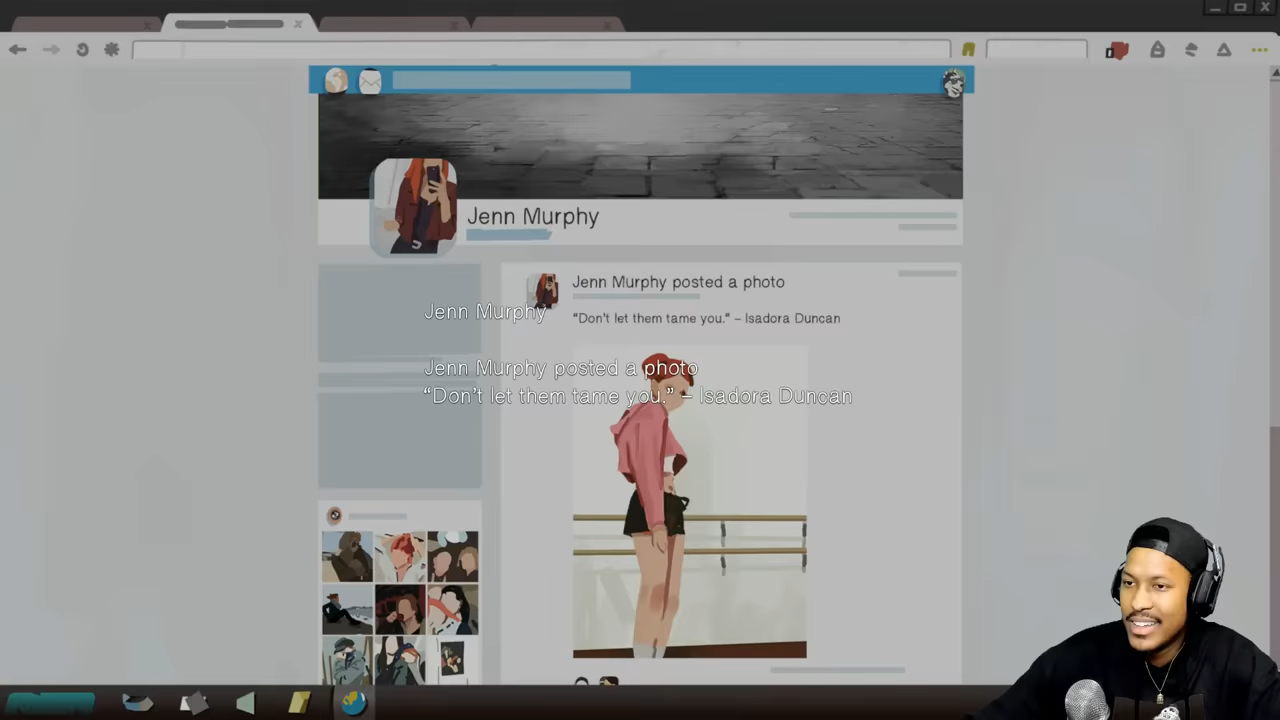 Jenn Murphy
Jenn Murphy posted a photo
“Don’t let them tame you.” – Isadora Duncan
Jenn Murphy
Jenn Murphy posted a photo
“Don’t let them tame you.” – Isadora Duncan